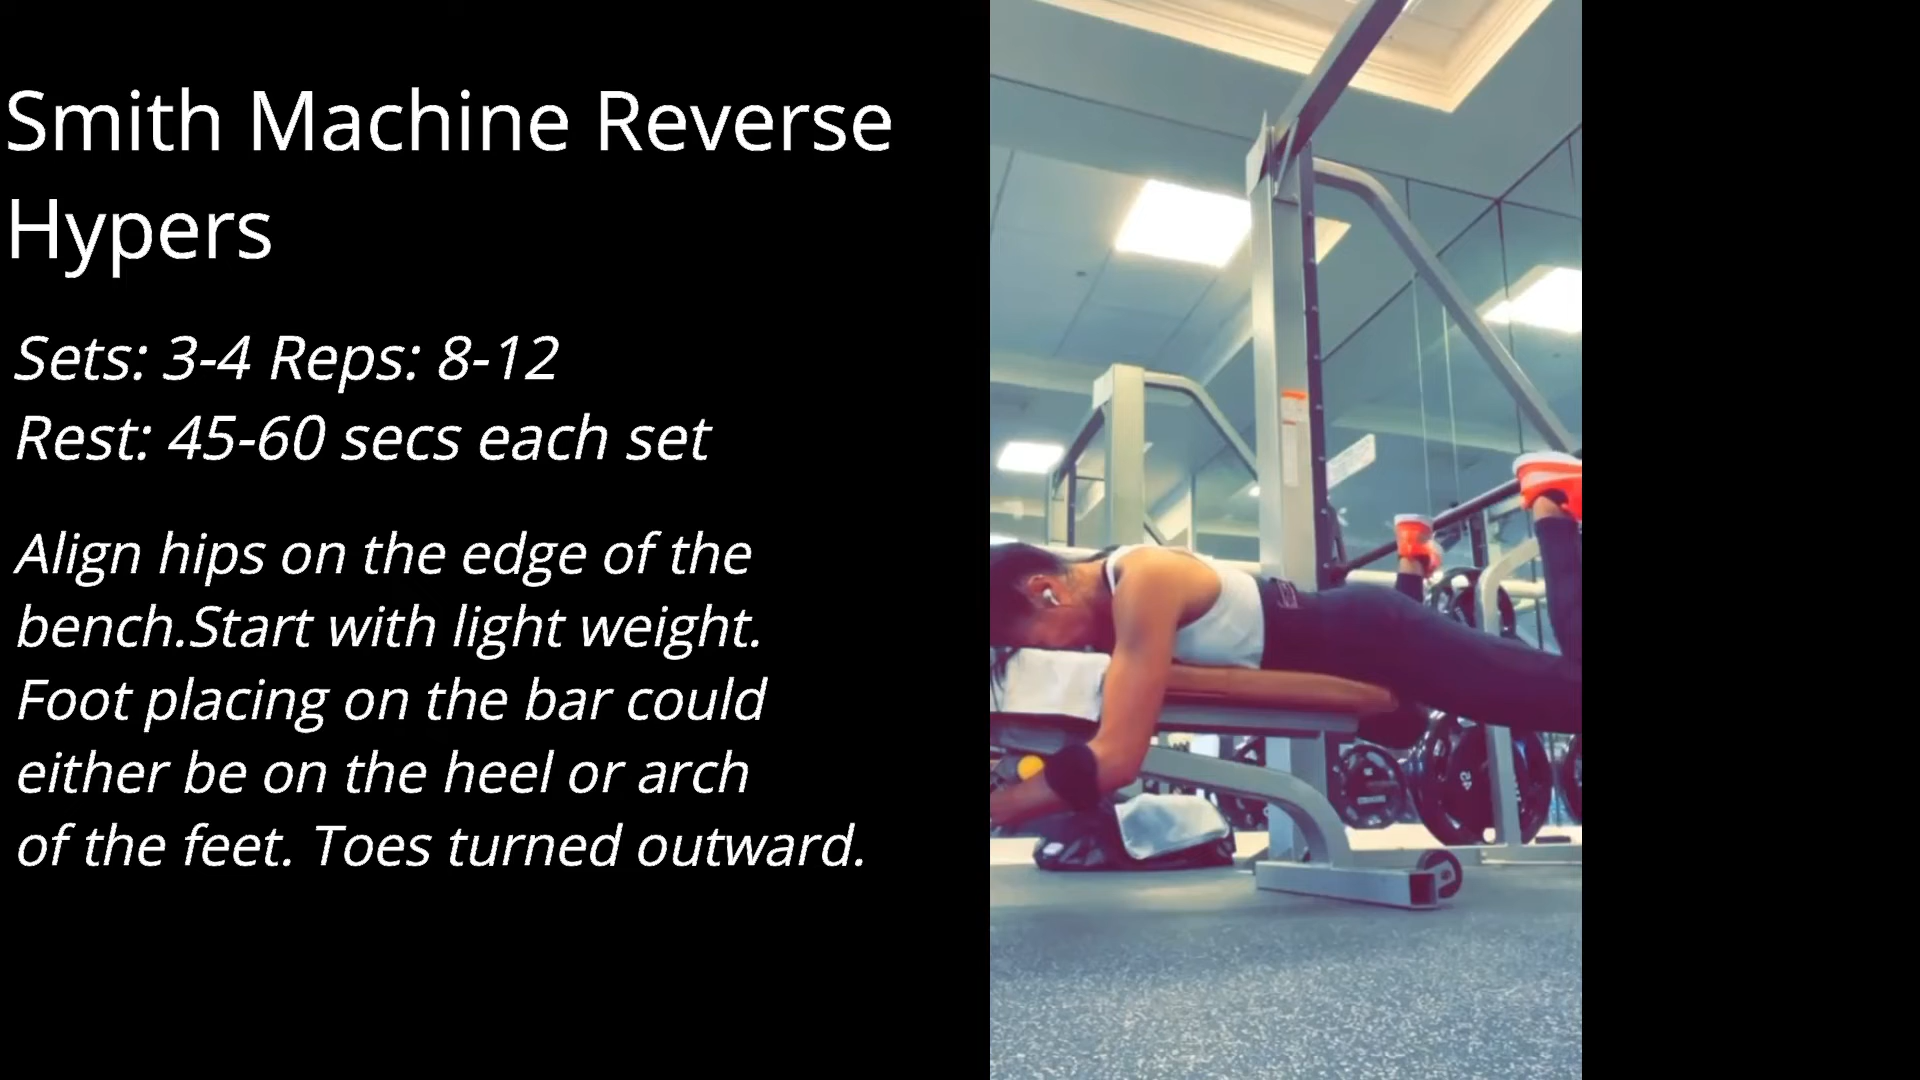 Smith Machine Reverse
Hypers
Sets: 3-4 Reps: 8-12
Rest: 45-60 secs each set
Align hips on the edge of the
bench.Start with light weight.
Foot placing on the bar could
either be on the heel or arch
of the feet. Toes turned outward.